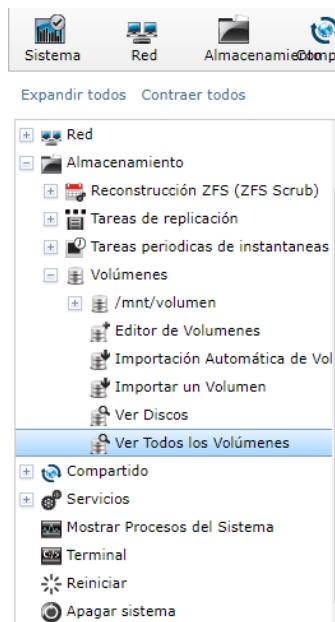 Sistema Red Almacenamiento
Expandir todos Contraer todos
Red
Almacenamiento
Reconstrucción ZFS (ZFS Scrub)
Tareas de replicación
Tareas periodicas de instantaneas
Volúmenes
/mnt/volumen
Editor de Volumenes
Importación Automática de Vol
Importar un Volumen
Ver Discos
Ver Todos los Volúmenes
Compartido
Servicios
Mostrar Procesos del Sistema
Terminal
Reiniciar
Apagar sistema